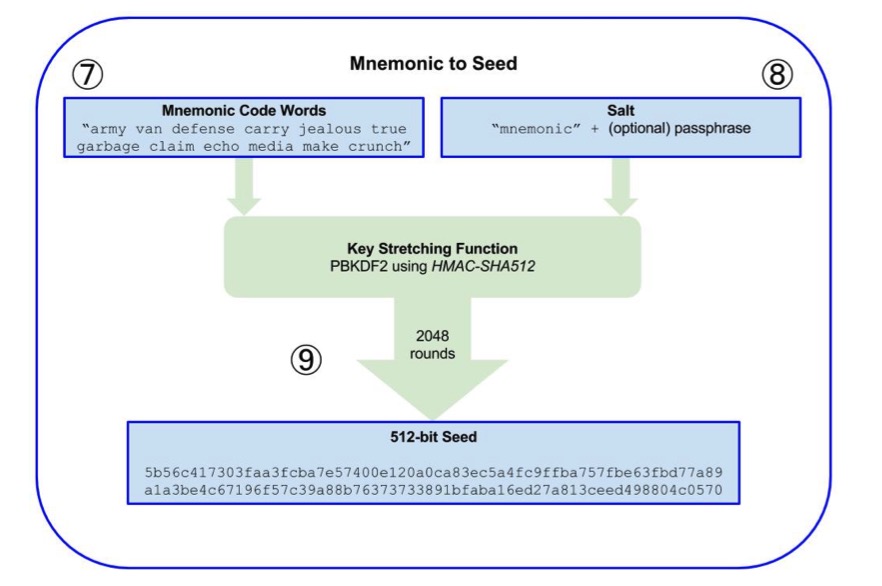 Mnemonic to Seed
⑦
⑧
Mnemonic Code Words
"army van defense carry jealous true
garbage claim echo media make crunch"
Salt
"mnemonic" + (optional) passphrase
Key Stretching Function
PBKDF2 using HMAC-SHA512
2048
rounds
⑨
512-bit Seed
5b56c417303faa3fcba7e57400e120a0ca83ec5a4fc9ffba757fbe63fbd77a89
a1a3be4c67196f57c39a88b76373733891bfaba16ed27a813ceed498804c0570